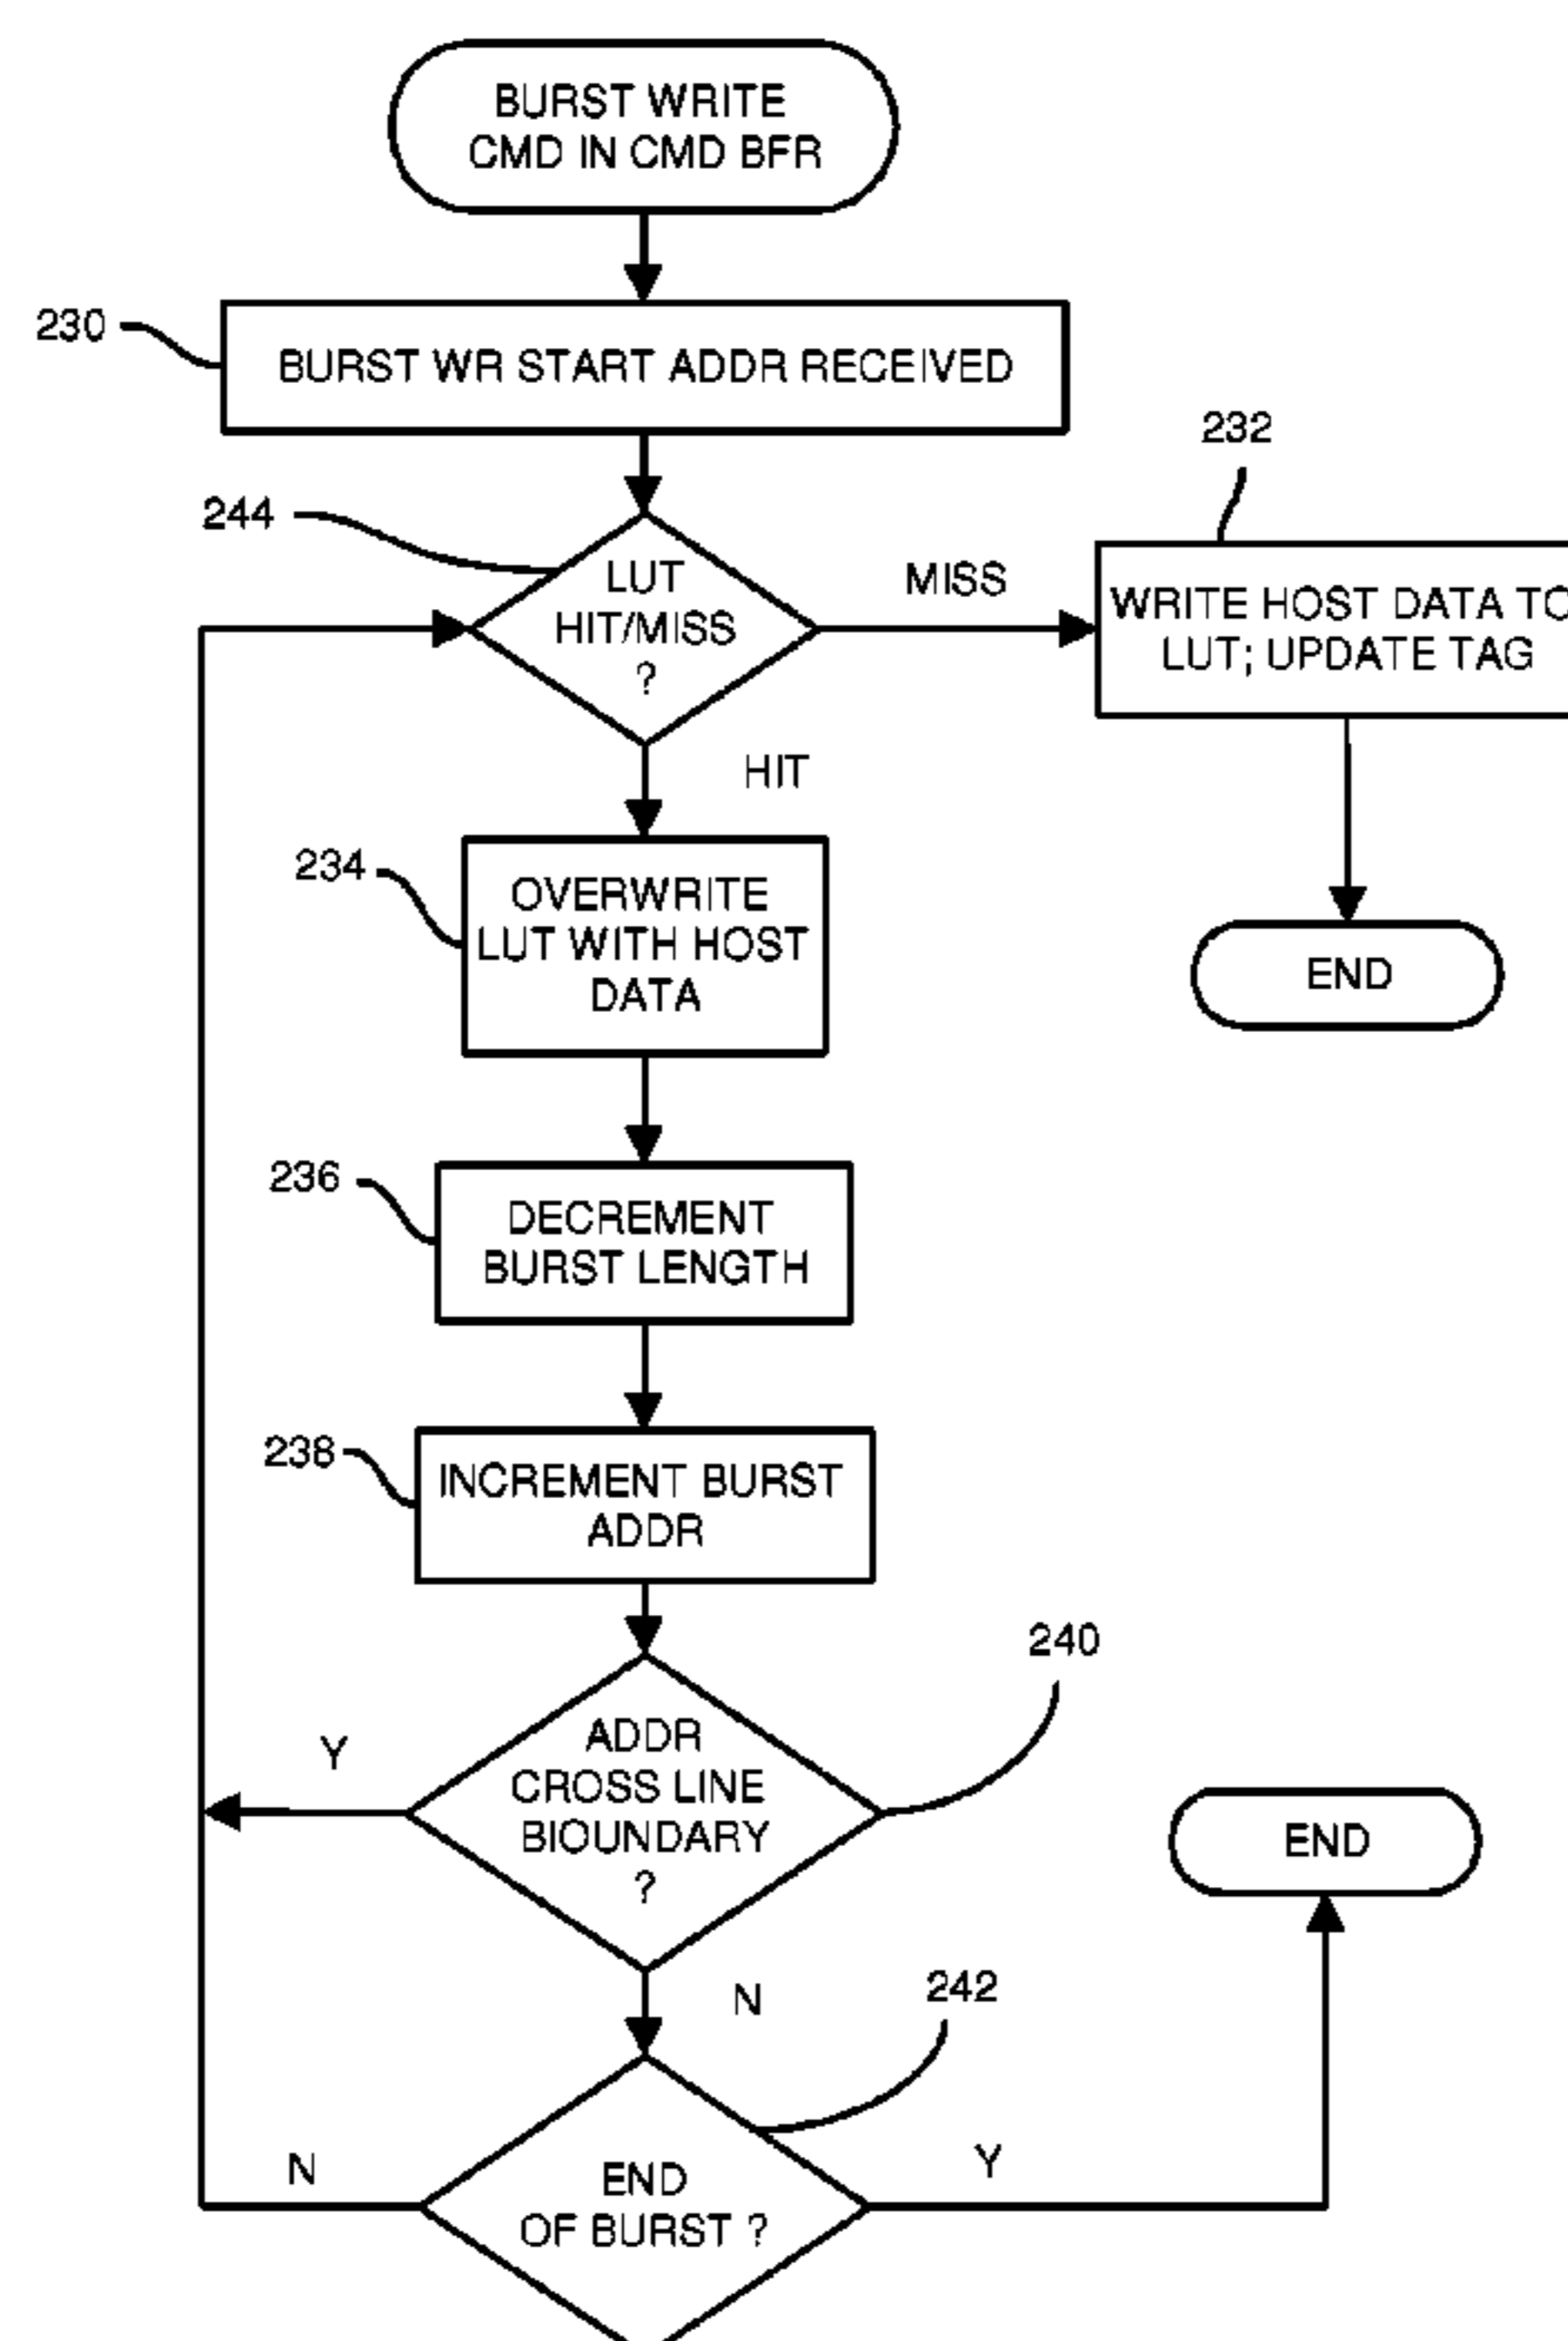 BURST WRITE
CMD IN CMD BFR
230
BURST WR START ADDR RECEIVED
232
244
LUT
HIT/MISS
?
MISS
WRITE HOST DATA TO
LUT; UPDATE TAG
HIT
234
OVERWRITE
LUT WITH HOST
DATA
END
236
DECREMENT
BURST LENGTH
238
INCREMENT BURST
ADDR
240
Y
ADDR
CROSS LINE
BIOUNDARY
?
END
N
242
N
END
OF BURST ?
Y